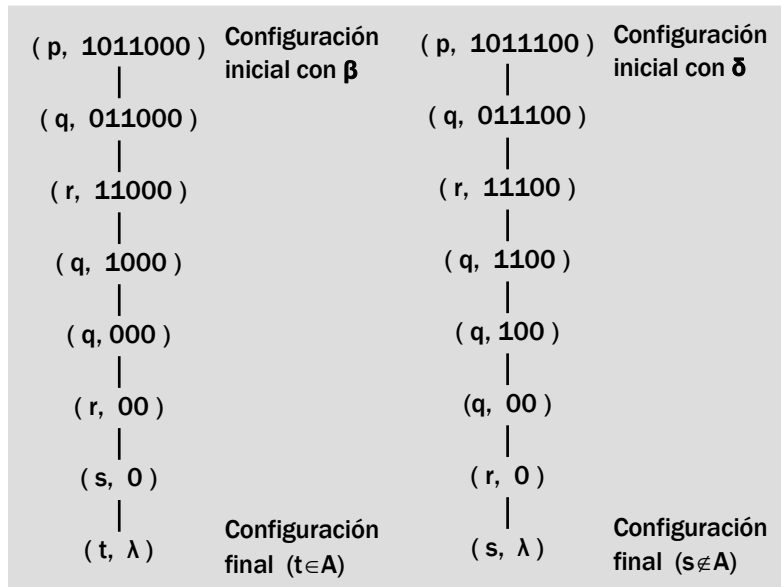 ( p, 1011000 )
Configuración
inicial con β
( q, 011000 )
( r, 11000 )
( q, 1000 )
( q, 000 )
( r, 00 )
( s, 0 )
( t, λ )
Configuración
final (t∈A)
( p, 1011100 )
Configuración
inicial con δ
( q, 011100 )
( r, 11100 )
( q, 1100 )
( q, 100 )
(q, 00 )
( r, 0 )
( s, λ )
Configuración
final (s∉A)